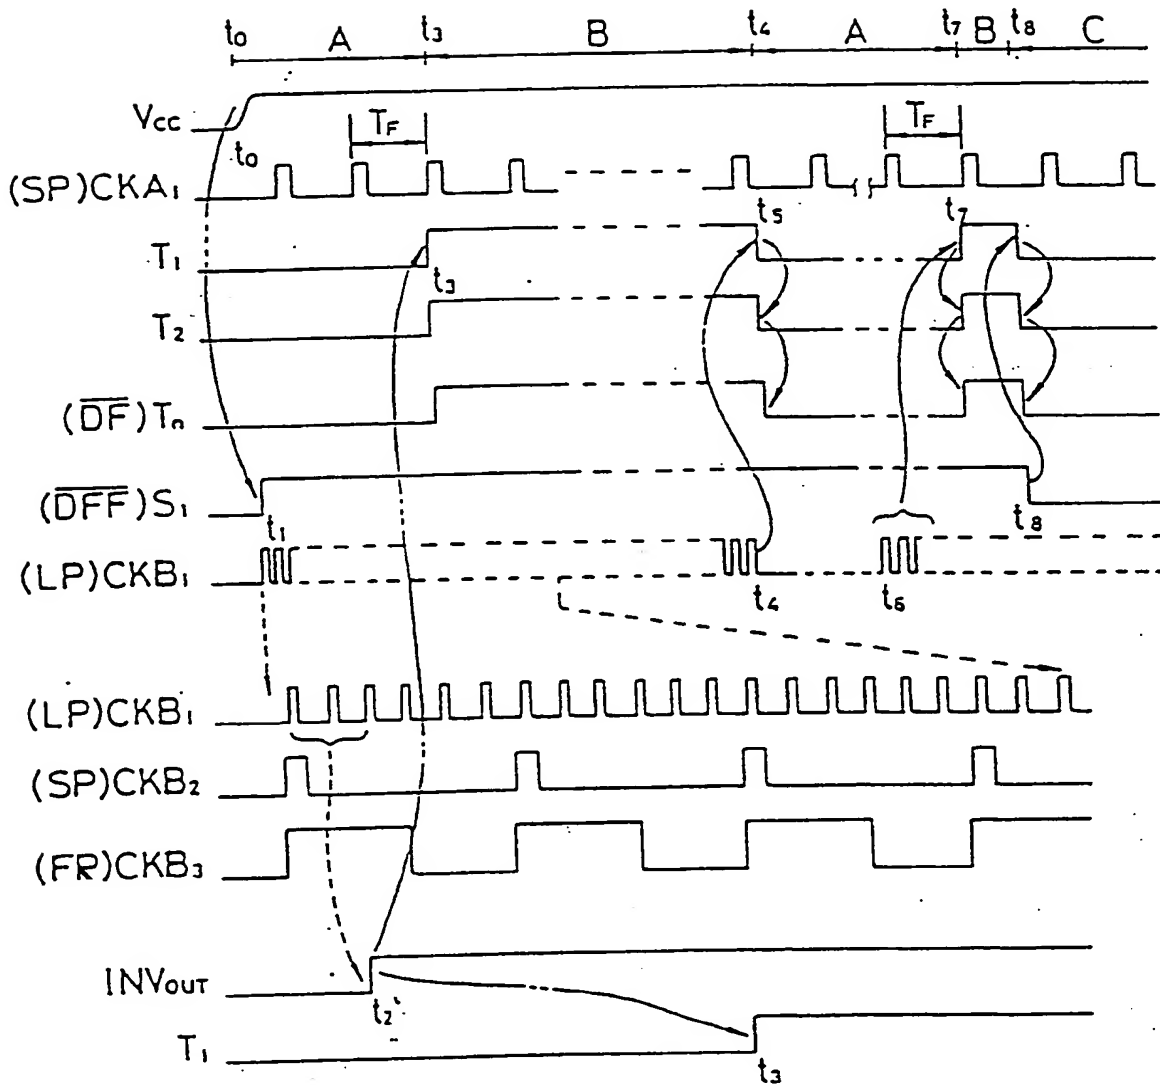 t0 A t3 B t4 A t7 B t8 C
Vcc
t0
TF TF
(SP)CKA1
t5 t7
T1
t3
T2
(DF)Tn
(DFF)S1
t1 t8
(LP)CKB1
t4 t6
(LP)CKB1
(SP)CKB2
(FR)CKB3
INVOUT
t2'
T1
t3